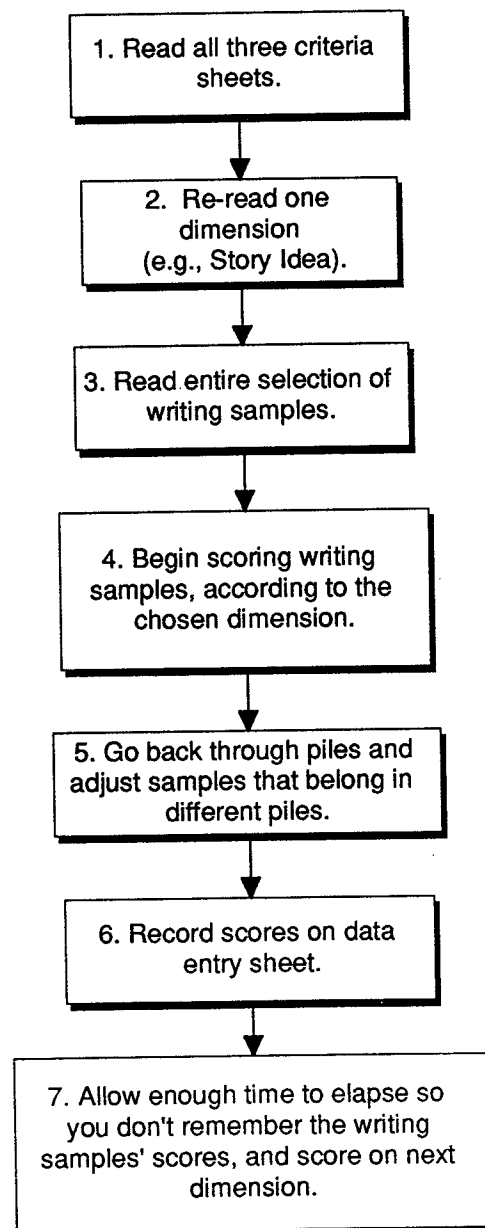 1. Read all three criteria
sheets.
2. Re-read one
dimension
(e.g., Story Idea).
3. Read entire selection of
writing samples.
4. Begin scoring writing
samples, according to the
chosen dimension.
5. Go back through piles and
adjust samples that belong in
different piles.
6. Record scores on data
entry sheet.
7. Allow enough time to elapse so
you don't remember the writing
samples' scores, and score on next
dimension.